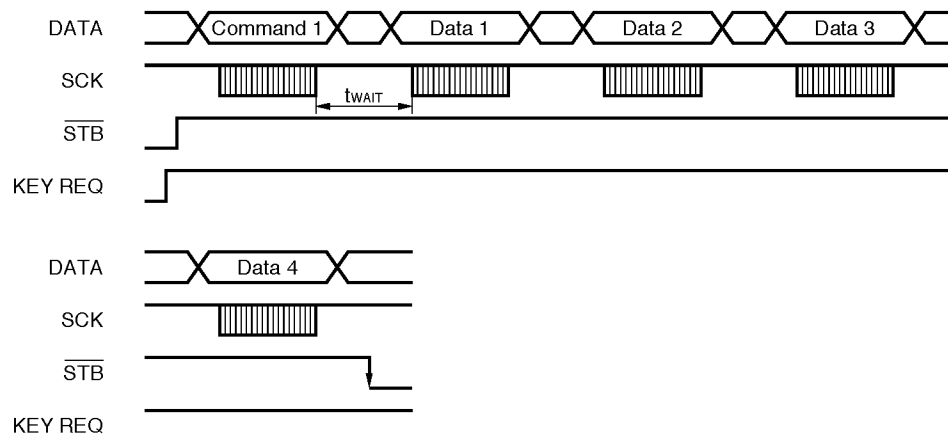 DATA Command 1 Data 1 Data 2 Data 3
SCK
tWAIT
STB
KEY REQ
DATA Data 4
SCK
STB
KEY REQ